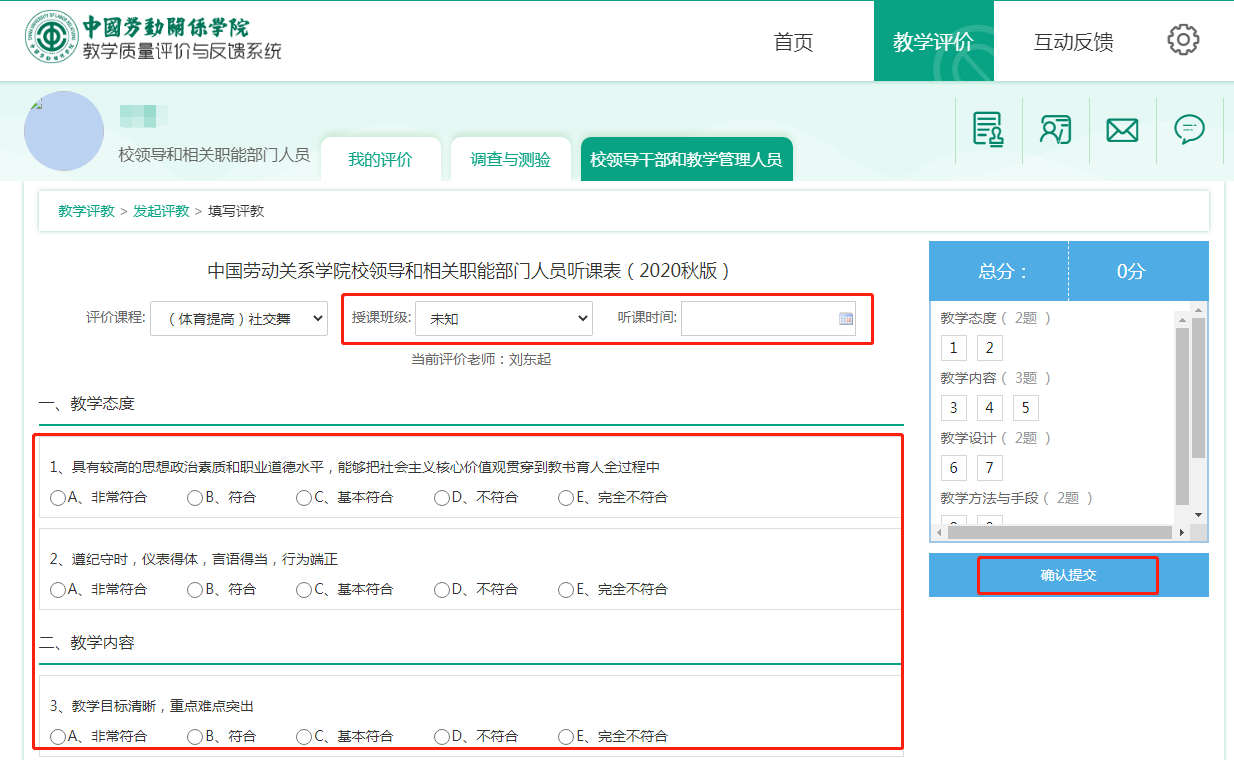 中國劳動關係学院
教学质量评价与反馈系统
首页
教学评价
互动反馈
校领导和相关职能部门人员
我的评价
调查与测验
校领导干部和教学管理人员
教学评教 > 发起评教 > 填写评教
中国劳动关系学院校领导和相关职能部门人员听课表（2020秋版）
评价课程: （体育提高）社交舞 授课班级: 未知 听课时间:
当前评价老师：刘东起
一、教学态度
1、具有较高的思想政治素质和职业道德水平，能够把社会主义核心价值观贯穿到教书育人全过程中
A、非常符合 B、符合 C、基本符合 D、不符合 E、完全不符合
2、遵纪守时，仪表得体，言语得当，行为端正
A、非常符合 B、符合 C、基本符合 D、不符合 E、完全不符合
二、教学内容
3、教学目标清晰，重点难点突出
A、非常符合 B、符合 C、基本符合 D、不符合 E、完全不符合
总分： 0分
教学态度（ 2题 ）
1 2
教学内容（ 3题 ）
3 4 5
教学设计（ 2题 ）
6 7
教学方法与手段（ 2题 ）
确认提交